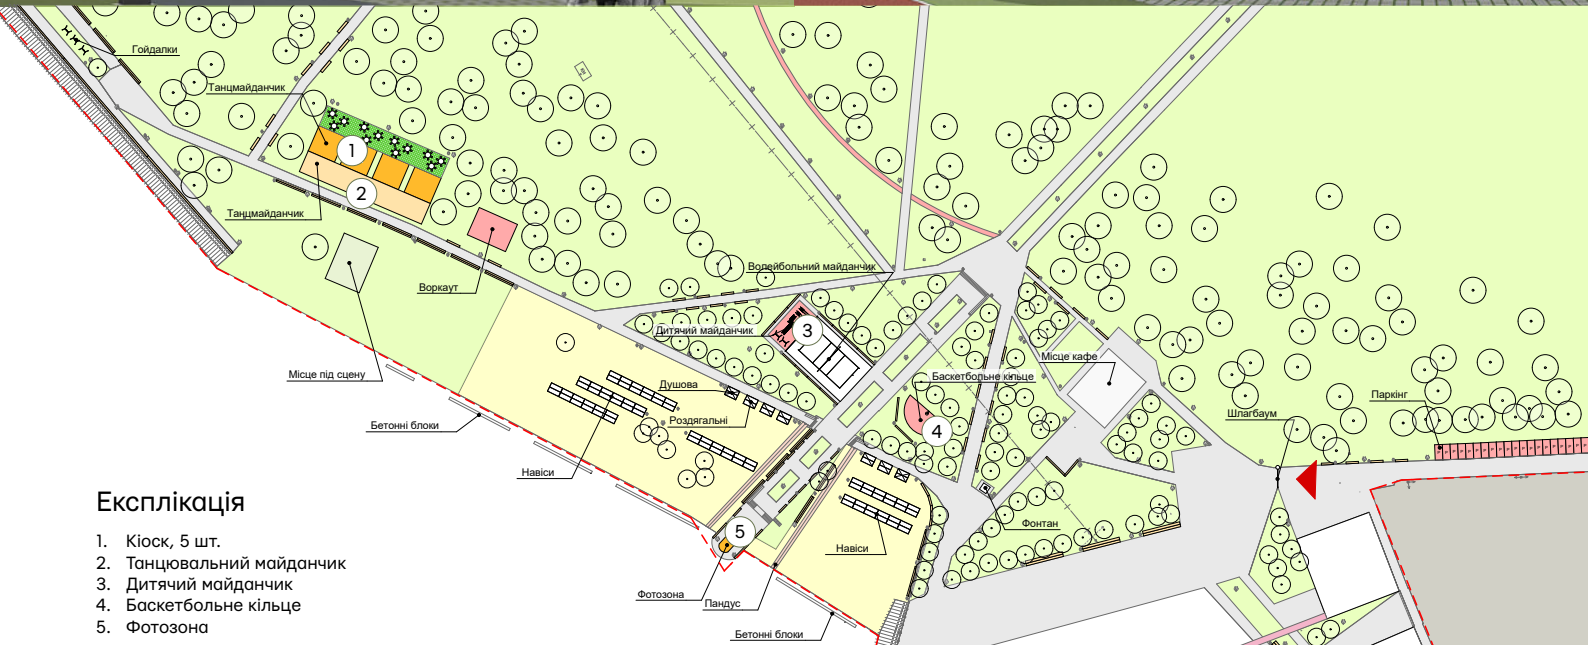 Гойдалки
Танцмайданчик
1
2
Танцмайданчик
Воркаут
Волейбольний майданчик
Дитячий майданчик
3
Місце кафе
Місце під сцену
Баскетбольне кільце
Душова
Паркінг
Бетонні блоки
Роздягальні
4
Шлагбаум
Навіси
5
Фонтан
Навіси
Фотозона
Пандус
Бетонні блоки
Експлікація
1. Кіоск, 5 шт.
2. Танцювальний майданчик
3. Дитячий майданчик
4. Баскетбольне кільце
5. Фотозона